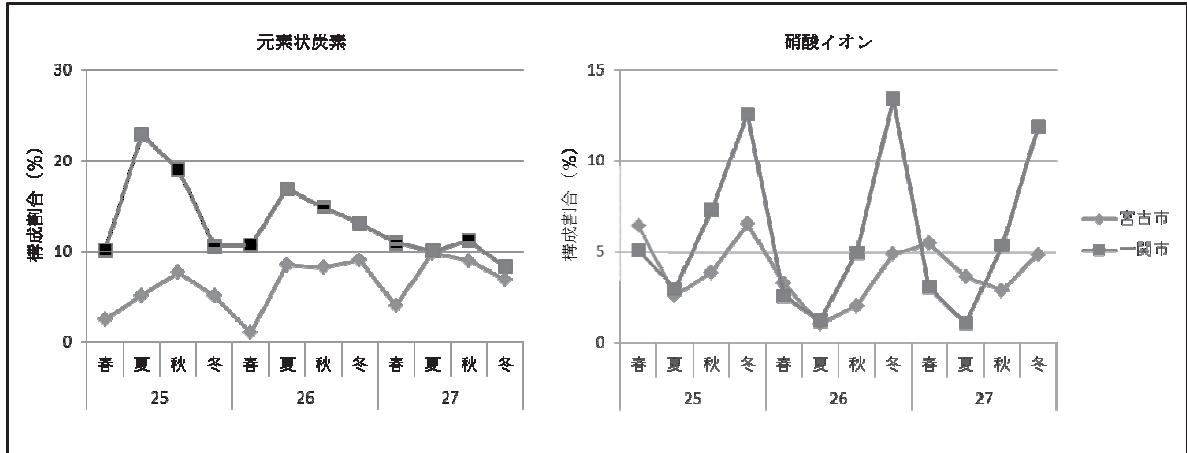 元素状炭素
30
20
10
0
構成割合（%）
春 夏 秋 冬 春 夏 秋 冬 春 夏 秋 冬
25 26 27
硝酸イオン
15
10
5
0
構成割合（%）
春 夏 秋 冬 春 夏 秋 冬 春 夏 秋 冬
25 26 27
宮古市
一関市